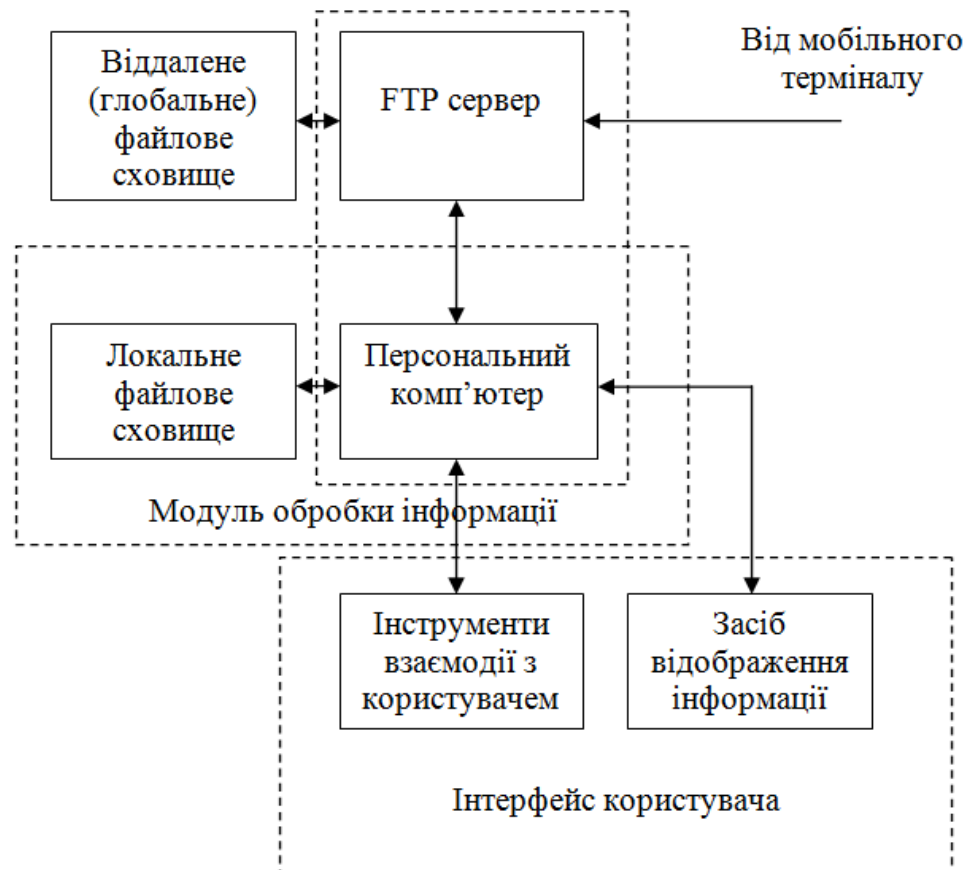 Віддалене
(глобальне)
файлове
сховище
FTP сервер
Від мобільного
терміналу
Локальне
файлове
сховище
Персональний
комп’ютер
Модуль обробки інформації
Інструменти
взаємодії з
користувачем
Засіб
відображення
інформації
Інтерфейс користувача